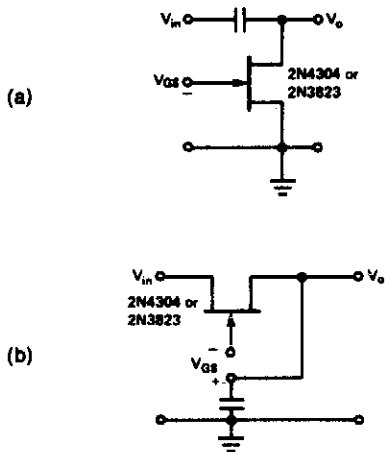 Vin
Vo
VGS
−
2N4304 or
2N3823
(a)
Vin
Vo
2N4304 or
2N3823
−
VGS
+
(b)